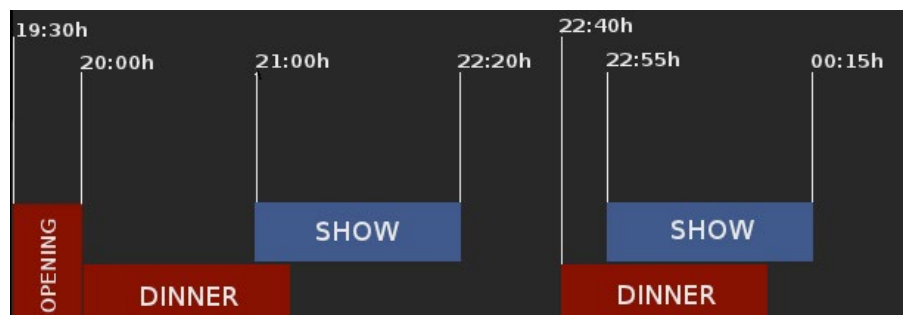 19:30h
22:40h
20:00h
21:00h
22:20h
22:55h
00:15h
OPENING
SHOW
SHOW
DINNER
DINNER